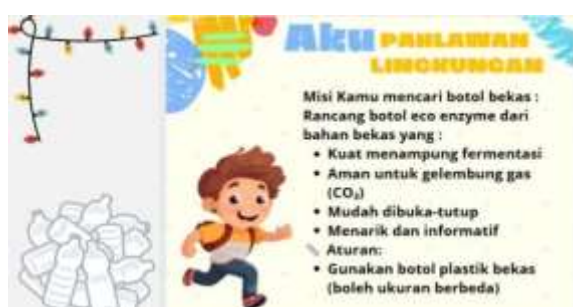 Aku PAHLAWAN
LINGKUNGAN
Misi Kamu mencari botol bekas :
Rancang botol eco enzyme dari
bahan bekas yang :
• Kuat menampung fermentasi
• Aman untuk gelembung gas
(CO₂)
• Mudah dibuka-tutup
• Menarik dan informatif
Aturan:
• Gunakan botol plastik bekas
(boleh ukuran berbeda)